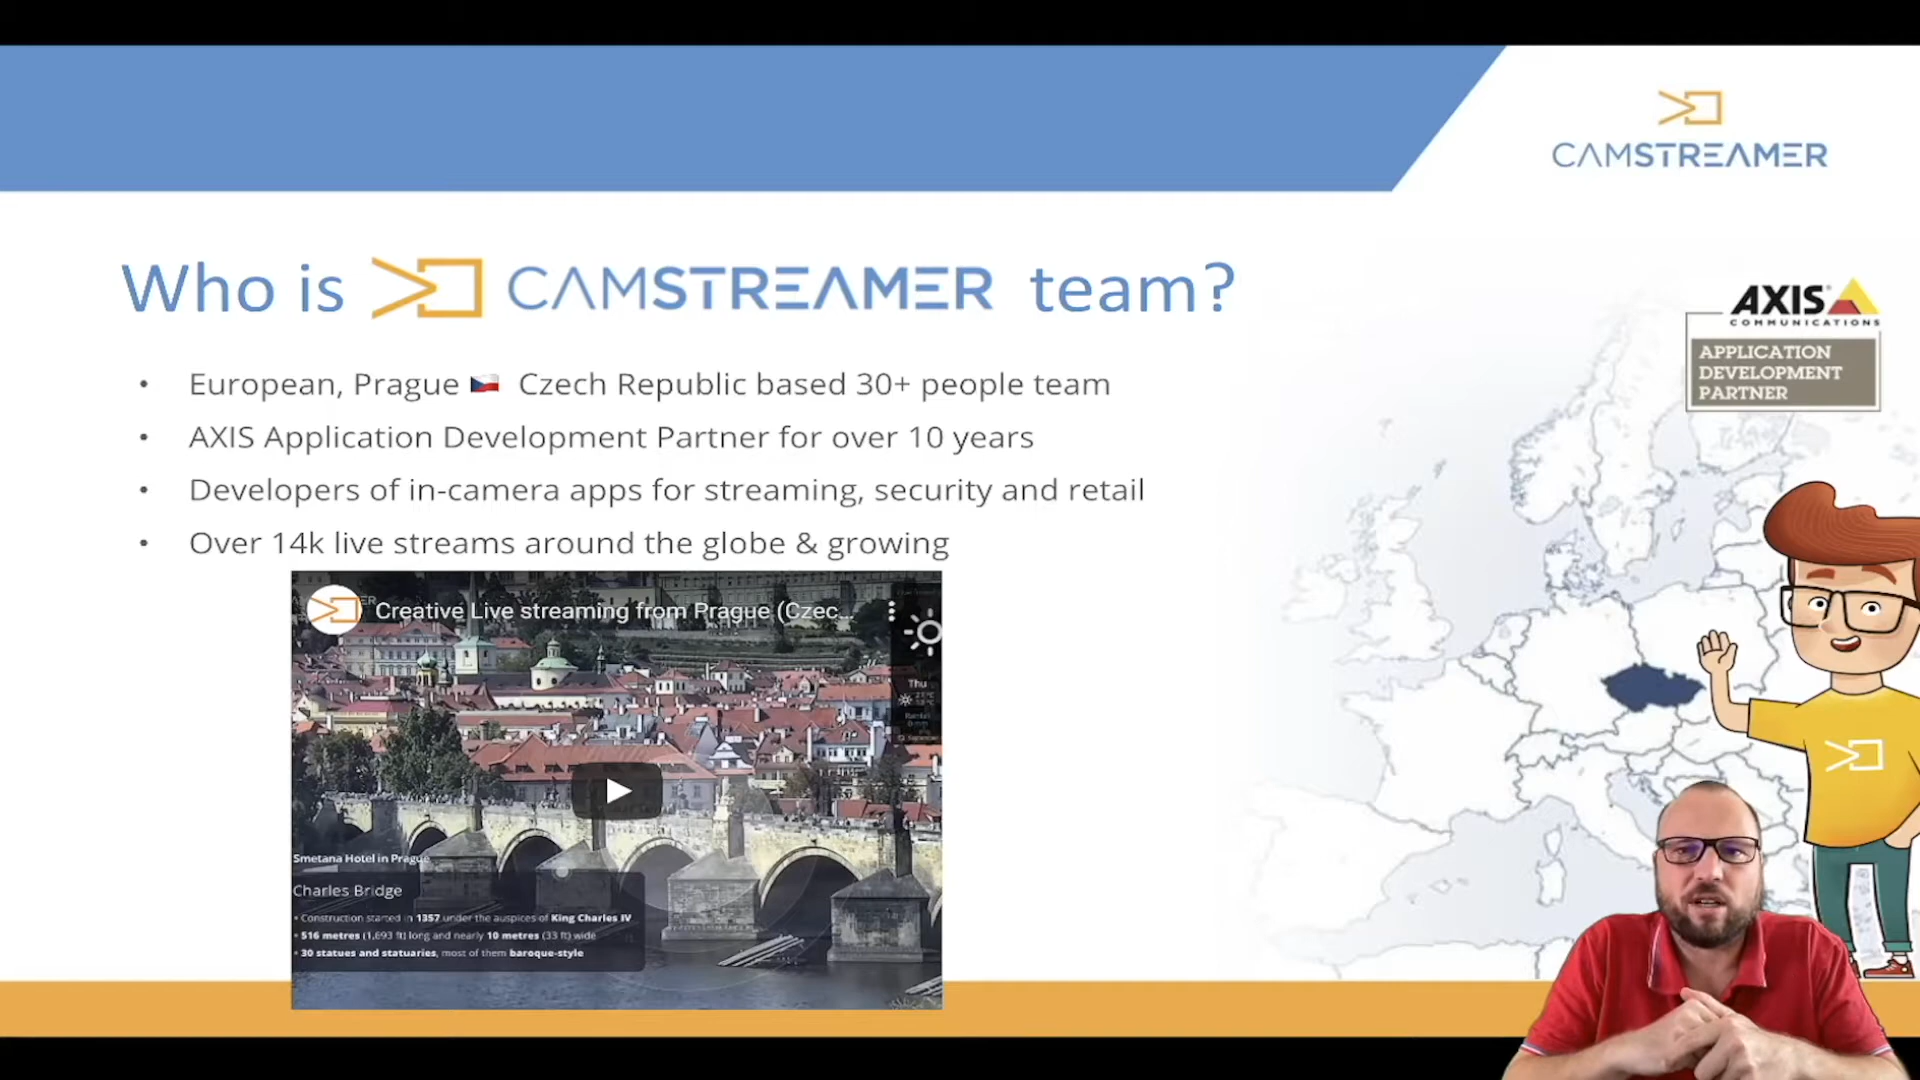 CAMSTREAMER
Who is CAMSTREAMER team?
AXIS
COMMUNICATIONS
APPLICATION
DEVELOPMENT
PARTNER
• European, Prague 🇨🇿 Czech Republic based 30+ people team
• AXIS Application Development Partner for over 10 years
• Developers of in-camera apps for streaming, security and retail
• Over 14k live streams around the globe & growing
Creative Live streaming from Prague (Czec...
Thu
Smetana Hotel in Prague
Charles Bridge
• Construction started in 1357 under the auspices of King Charles IV
• 516 metres (1,693 ft) long and nearly 10 metres (33 ft) wide
• 30 statues and statuaries, most of them baroque-style